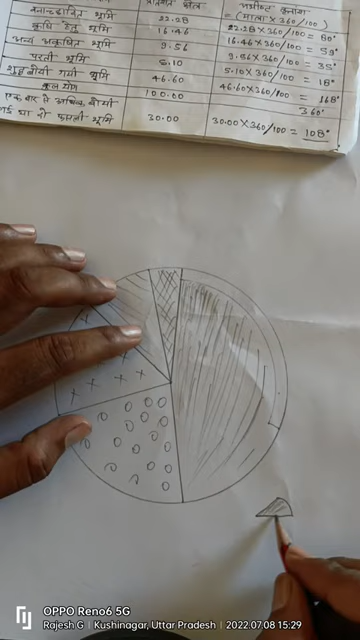 वनाच्छादित भूमि 22.28 22.28×360/100 = 80°
कृषि हेतु भूमि 16.46 16.46×360/100 = 59°
अन्य अकृषित भूमि 9.56 9.56×360/100 = 35°
परती भूमि 5.10 5.10×360/100 = 18°
शुद्ध बोयी गयी भूमि 46.60 46.60×360/100 = 168°
कुल योग 100.00 360°
एक बार से अधिक बोयी
गई या दो फसली भूमि 30.00 30.00×360/100 = 108°
OPPO Reno6 5G
Rajesh.G | Kushinagar, Uttar Pradesh | 2022.07.08 15:29